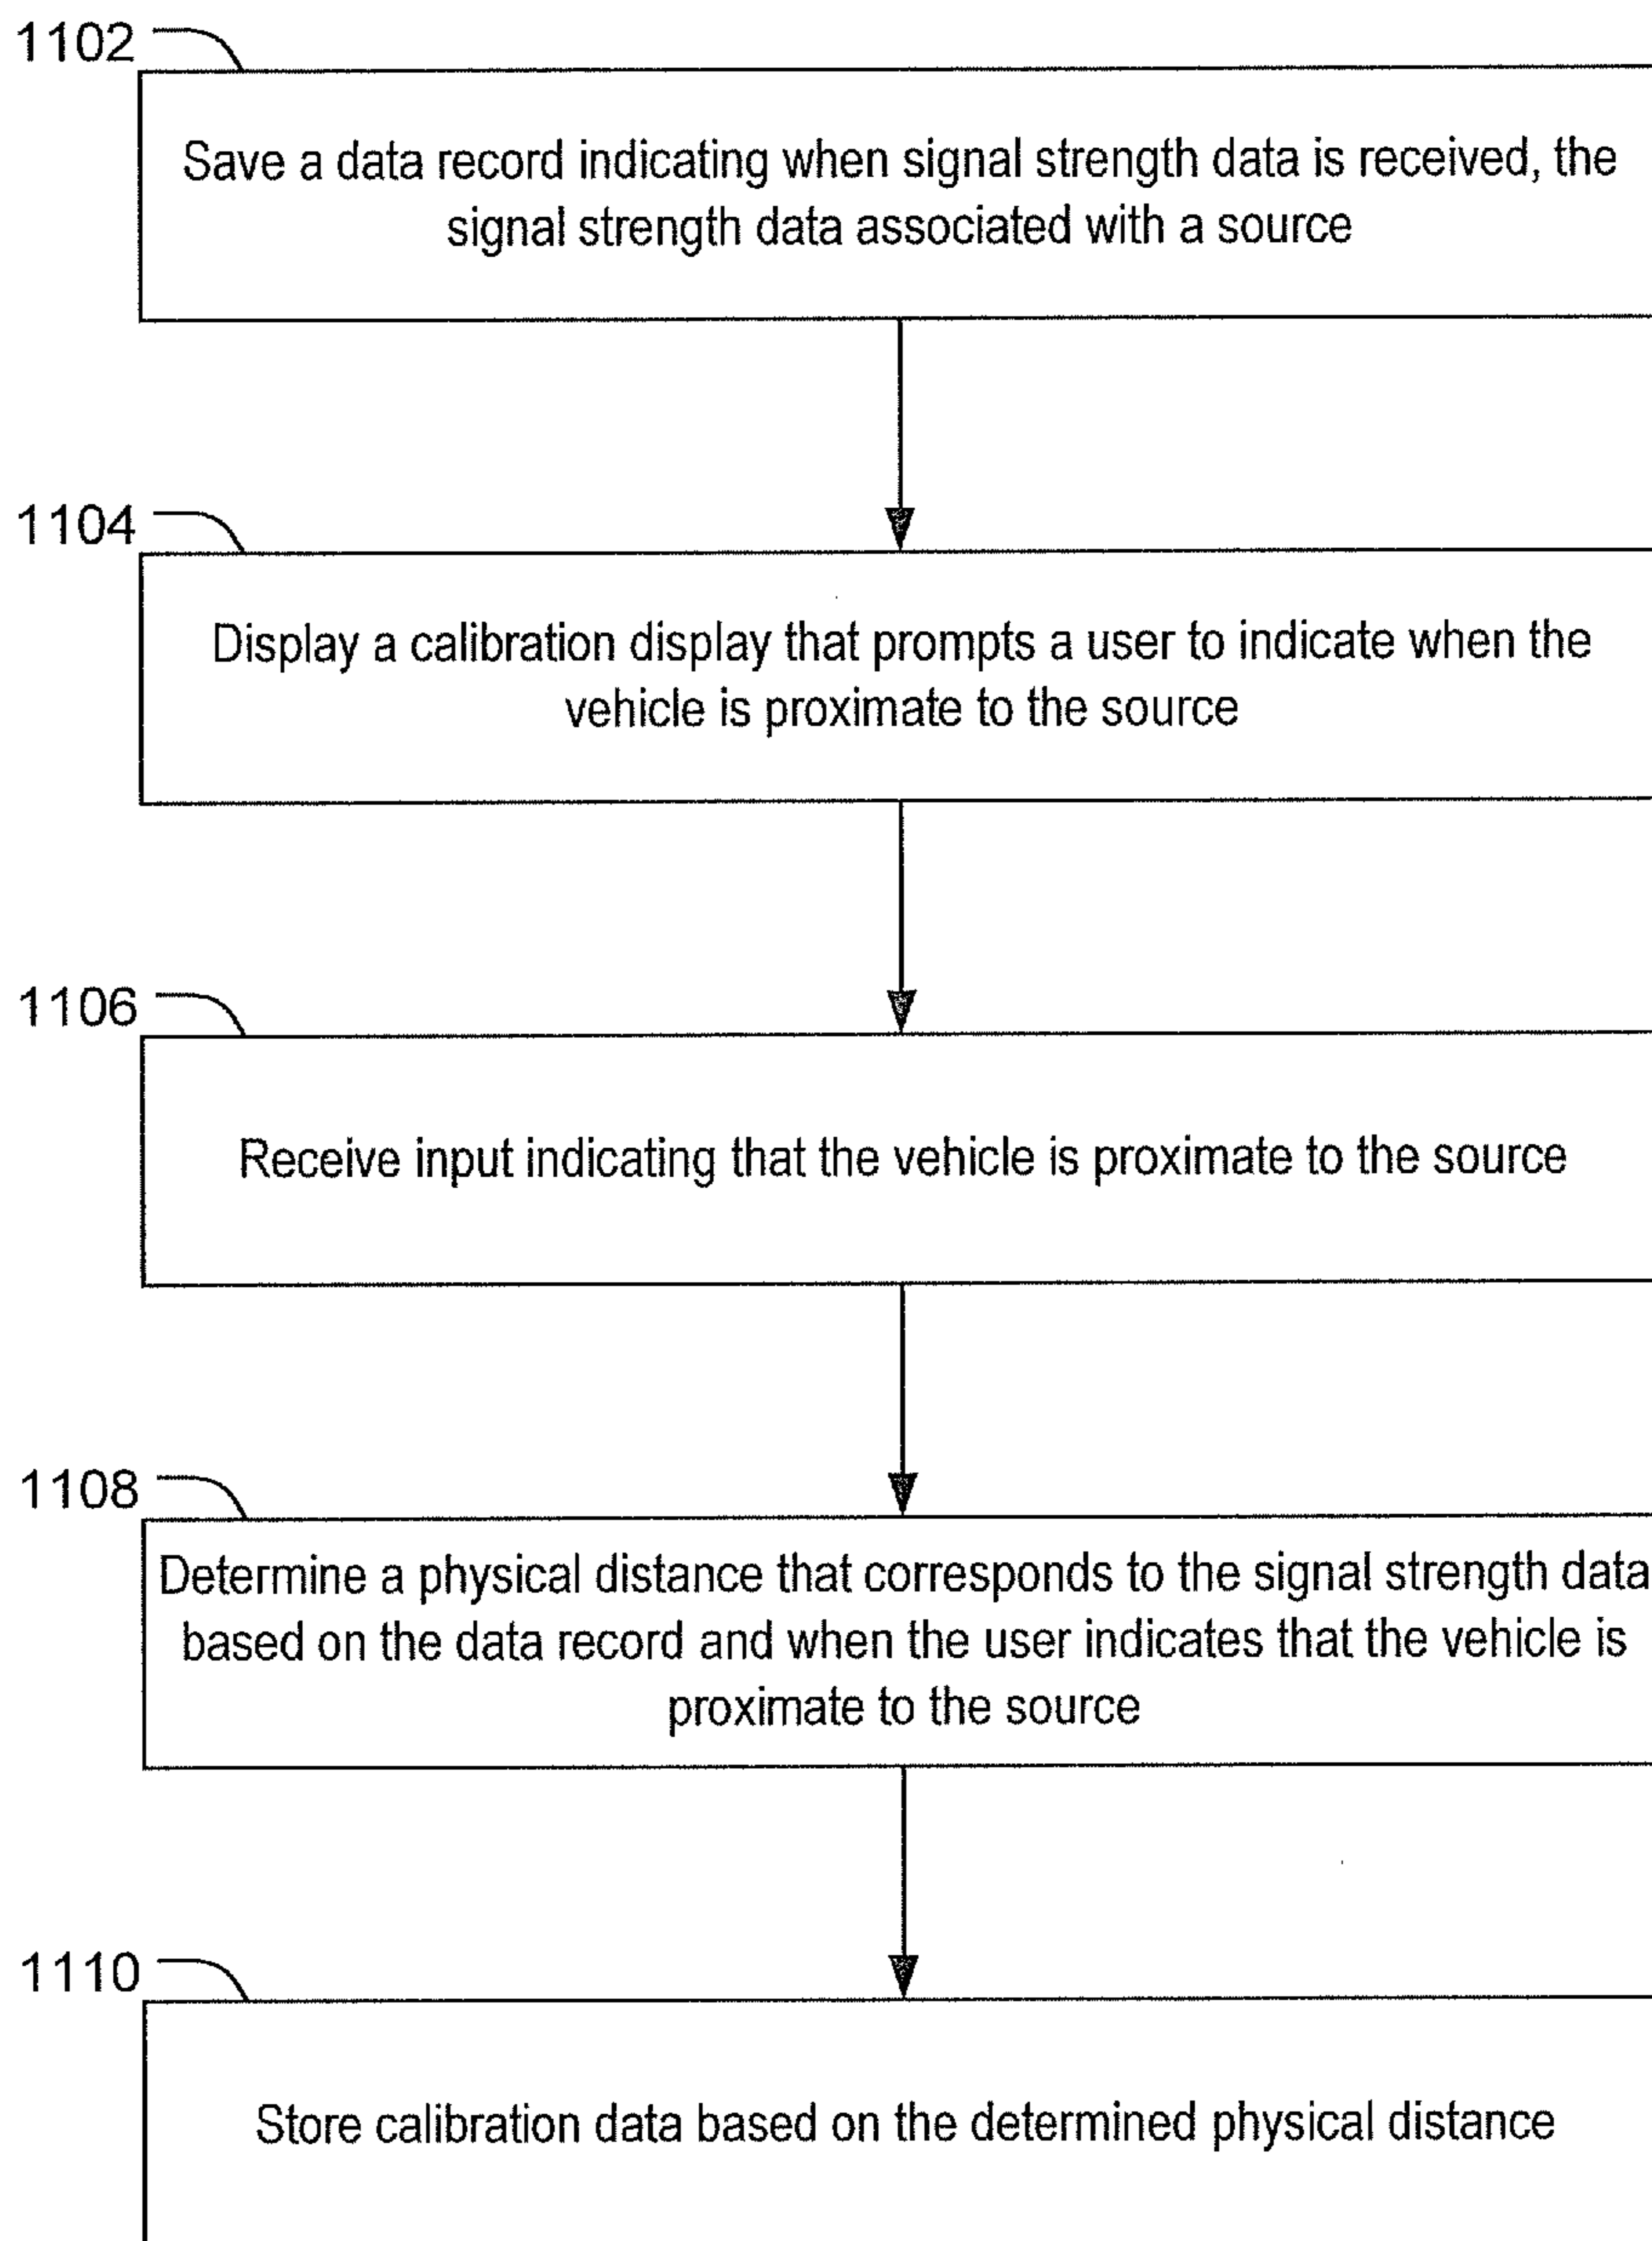 1102
Save a data record indicating when signal strength data is received, the
signal strength data associated with a source
1104
Display a calibration display that prompts a user to indicate when the
vehicle is proximate to the source
1106
Receive input indicating that the vehicle is proximate to the source
1108
Determine a physical distance that corresponds to the signal strength data
based on the data record and when the user indicates that the vehicle is
proximate to the source
1110
Store calibration data based on the determined physical distance